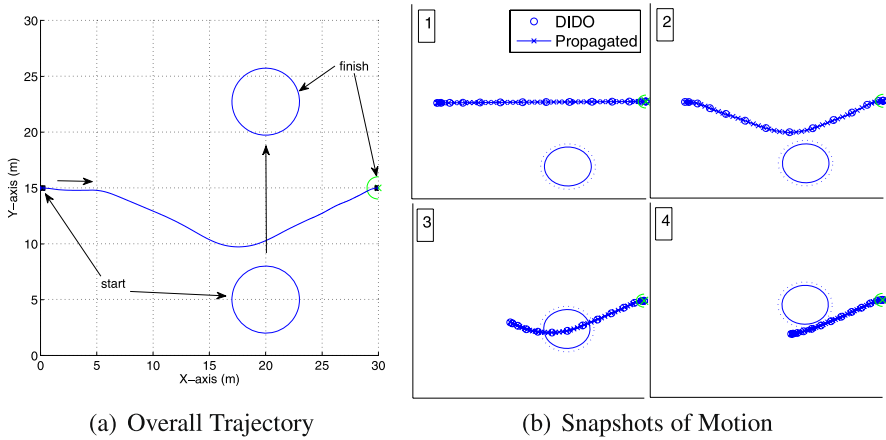 30
25
20
15
10
5
0
0 5 10 15 20 25 30
Y-axis (m)
X-axis (m)
finish
start
(a) Overall Trajectory
1
DIDO
Propagated
2
3
4
(b) Snapshots of Motion